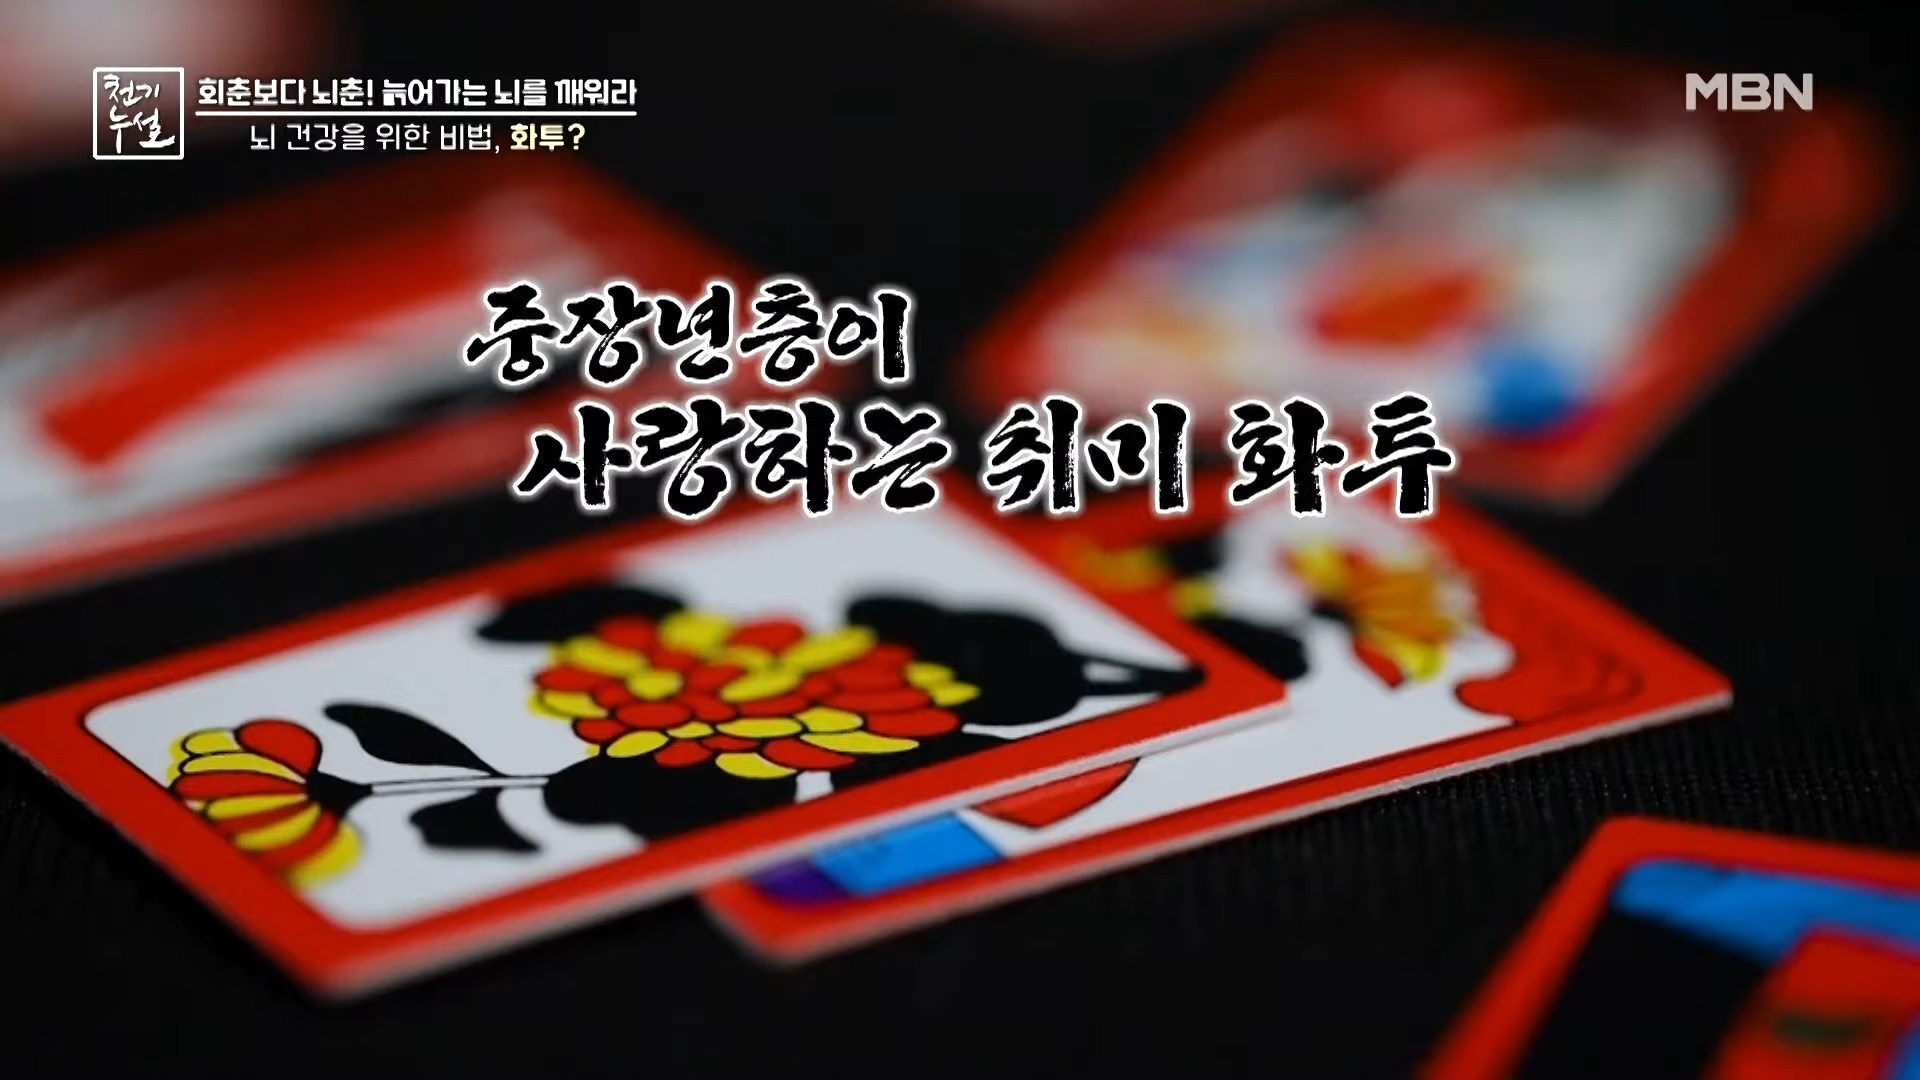 천기
누설
회춘보다 뇌춘! 늙어가는 뇌를 깨워라
뇌 건강을 위한 비법, 화투?
MBN
중장년층이
사랑하는 취미 화투